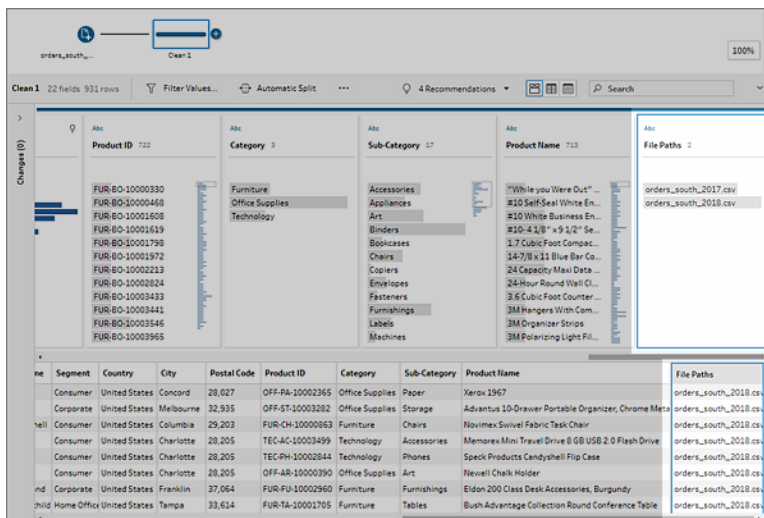 orders_south_...
Clean 1
100%
Clean 1 22 fields 931 rows Filter Values... Automatic Split ... 4 Recommendations Search
Changes (0)
Abc Abc Abc Abc Abc
Product ID 722 Category 3 Sub-Category 17 Product Name 713 File Paths 2
FUR-BO-10000330 Furniture Accessories "While you Were Out" ... orders_south_2017.csv
FUR-BO-10000468 Office Supplies Appliances #10 Self-Seal White En... orders_south_2018.csv
FUR-BO-10001608 Technology Art #10 White Business En...
FUR-BO-10001619 Binders #10- 4 1/8" x 9 1/2" Se...
FUR-BO-10001798 Bookcases 1.7 Cubic Foot Compac...
FUR-BO-10001972 Chairs 14-7/8 x 11 Blue Bar Co...
FUR-BO-10002213 Copiers 24 Capacity Maxi Data ...
FUR-BO-10002824 Envelopes 24-Hour Round Wall Cl...
FUR-BO-10003433 Fasteners 3.6 Cubic Foot Counter ...
FUR-BO-10003441 Furnishings 3M Hangers With Com...
FUR-BO-10003546 Labels 3M Organizer Strips
FUR-BO-10003965 Machines 3M Polarizing Light Fil...
me Segment Country City Postal Code Product ID Category Sub-Category Product Name File Paths
Consumer United States Concord 28,027 OFF-PA-10002365 Office Supplies Paper Xerox 1967 orders_south_2018.csv
Corporate United States Melbourne 32,935 OFF-ST-10003282 Office Supplies Storage Advantus 10-Drawer Portable Organizer, Chrome Meta orders_south_2018.csv
nell Consumer United States Columbia 29,203 FUR-CH-10000863 Furniture Chairs Novimex Swivel Fabric Task Chair orders_south_2018.csv
Consumer United States Charlotte 28,205 TEC-AC-10003499 Technology Accessories Memorex Mini Travel Drive 8 GB USB 2.0 Flash Drive orders_south_2018.csv
Consumer United States Charlotte 28,205 TEC-PH-10002844 Technology Phones Speck Products Candyshell Flip Case orders_south_2018.csv
Consumer United States Charlotte 28,205 OFF-AR-10000390 Office Supplies Art Newell Chalk Holder orders_south_2018.csv
nd Corporate United States Franklin 37,064 FUR-FU-10002960 Furniture Furnishings Eldon 200 Class Desk Accessories, Burgundy orders_south_2018.csv
child Home Office United States Tampa 33,614 FUR-TA-10001705 Furniture Tables Bush Advantage Collection Round Conference Table orders_south_2018.csv